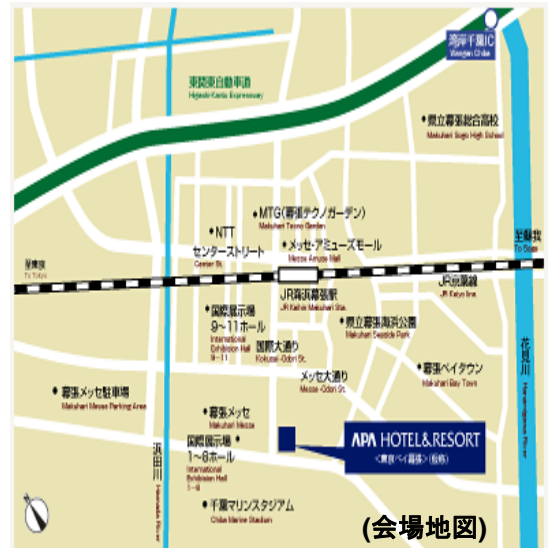 湾岸千葉IC
Wangan Chiba
東関東自動車道
Higashi-Kanto Expressway
県立幕張総合高校
Makuhari Sogo High School
MTG(幕張テクノガーデン)
Makuhari Tecno Garden
NTT
センターストリート
Center St.
メッセ・アミューズモール
Messe Amuse Mall
至蘇我
To Soga
至東京
To Tokyo
JR京葉線
JR Keiyo line.
JR海浜幕張駅
JR Keihin Makuhari Sta.
国際展示場
9～11ホール
International
Exhibition Hall
9-11
県立幕張海浜公園
Makuhari Seaside Park
国際大通り
Kokusai-Odori St.
花見川
Hanamigawa River
幕張ベイタウン
Makuhari Bay Town
メッセ大通り
Messe-Odori St.
幕張メッセ駐車場
Makuhari Messe Parking Area
幕張メッセ
Makuhari Messe
国際展示場
1～8ホール
International
Exhibition Hall
1-8
APA HOTEL&RESORT
<東京ベイ幕張>(仮称)
浜田川
Hamada River
千葉マリンスタジアム
Chiba Marine Stadium
(会場地図)